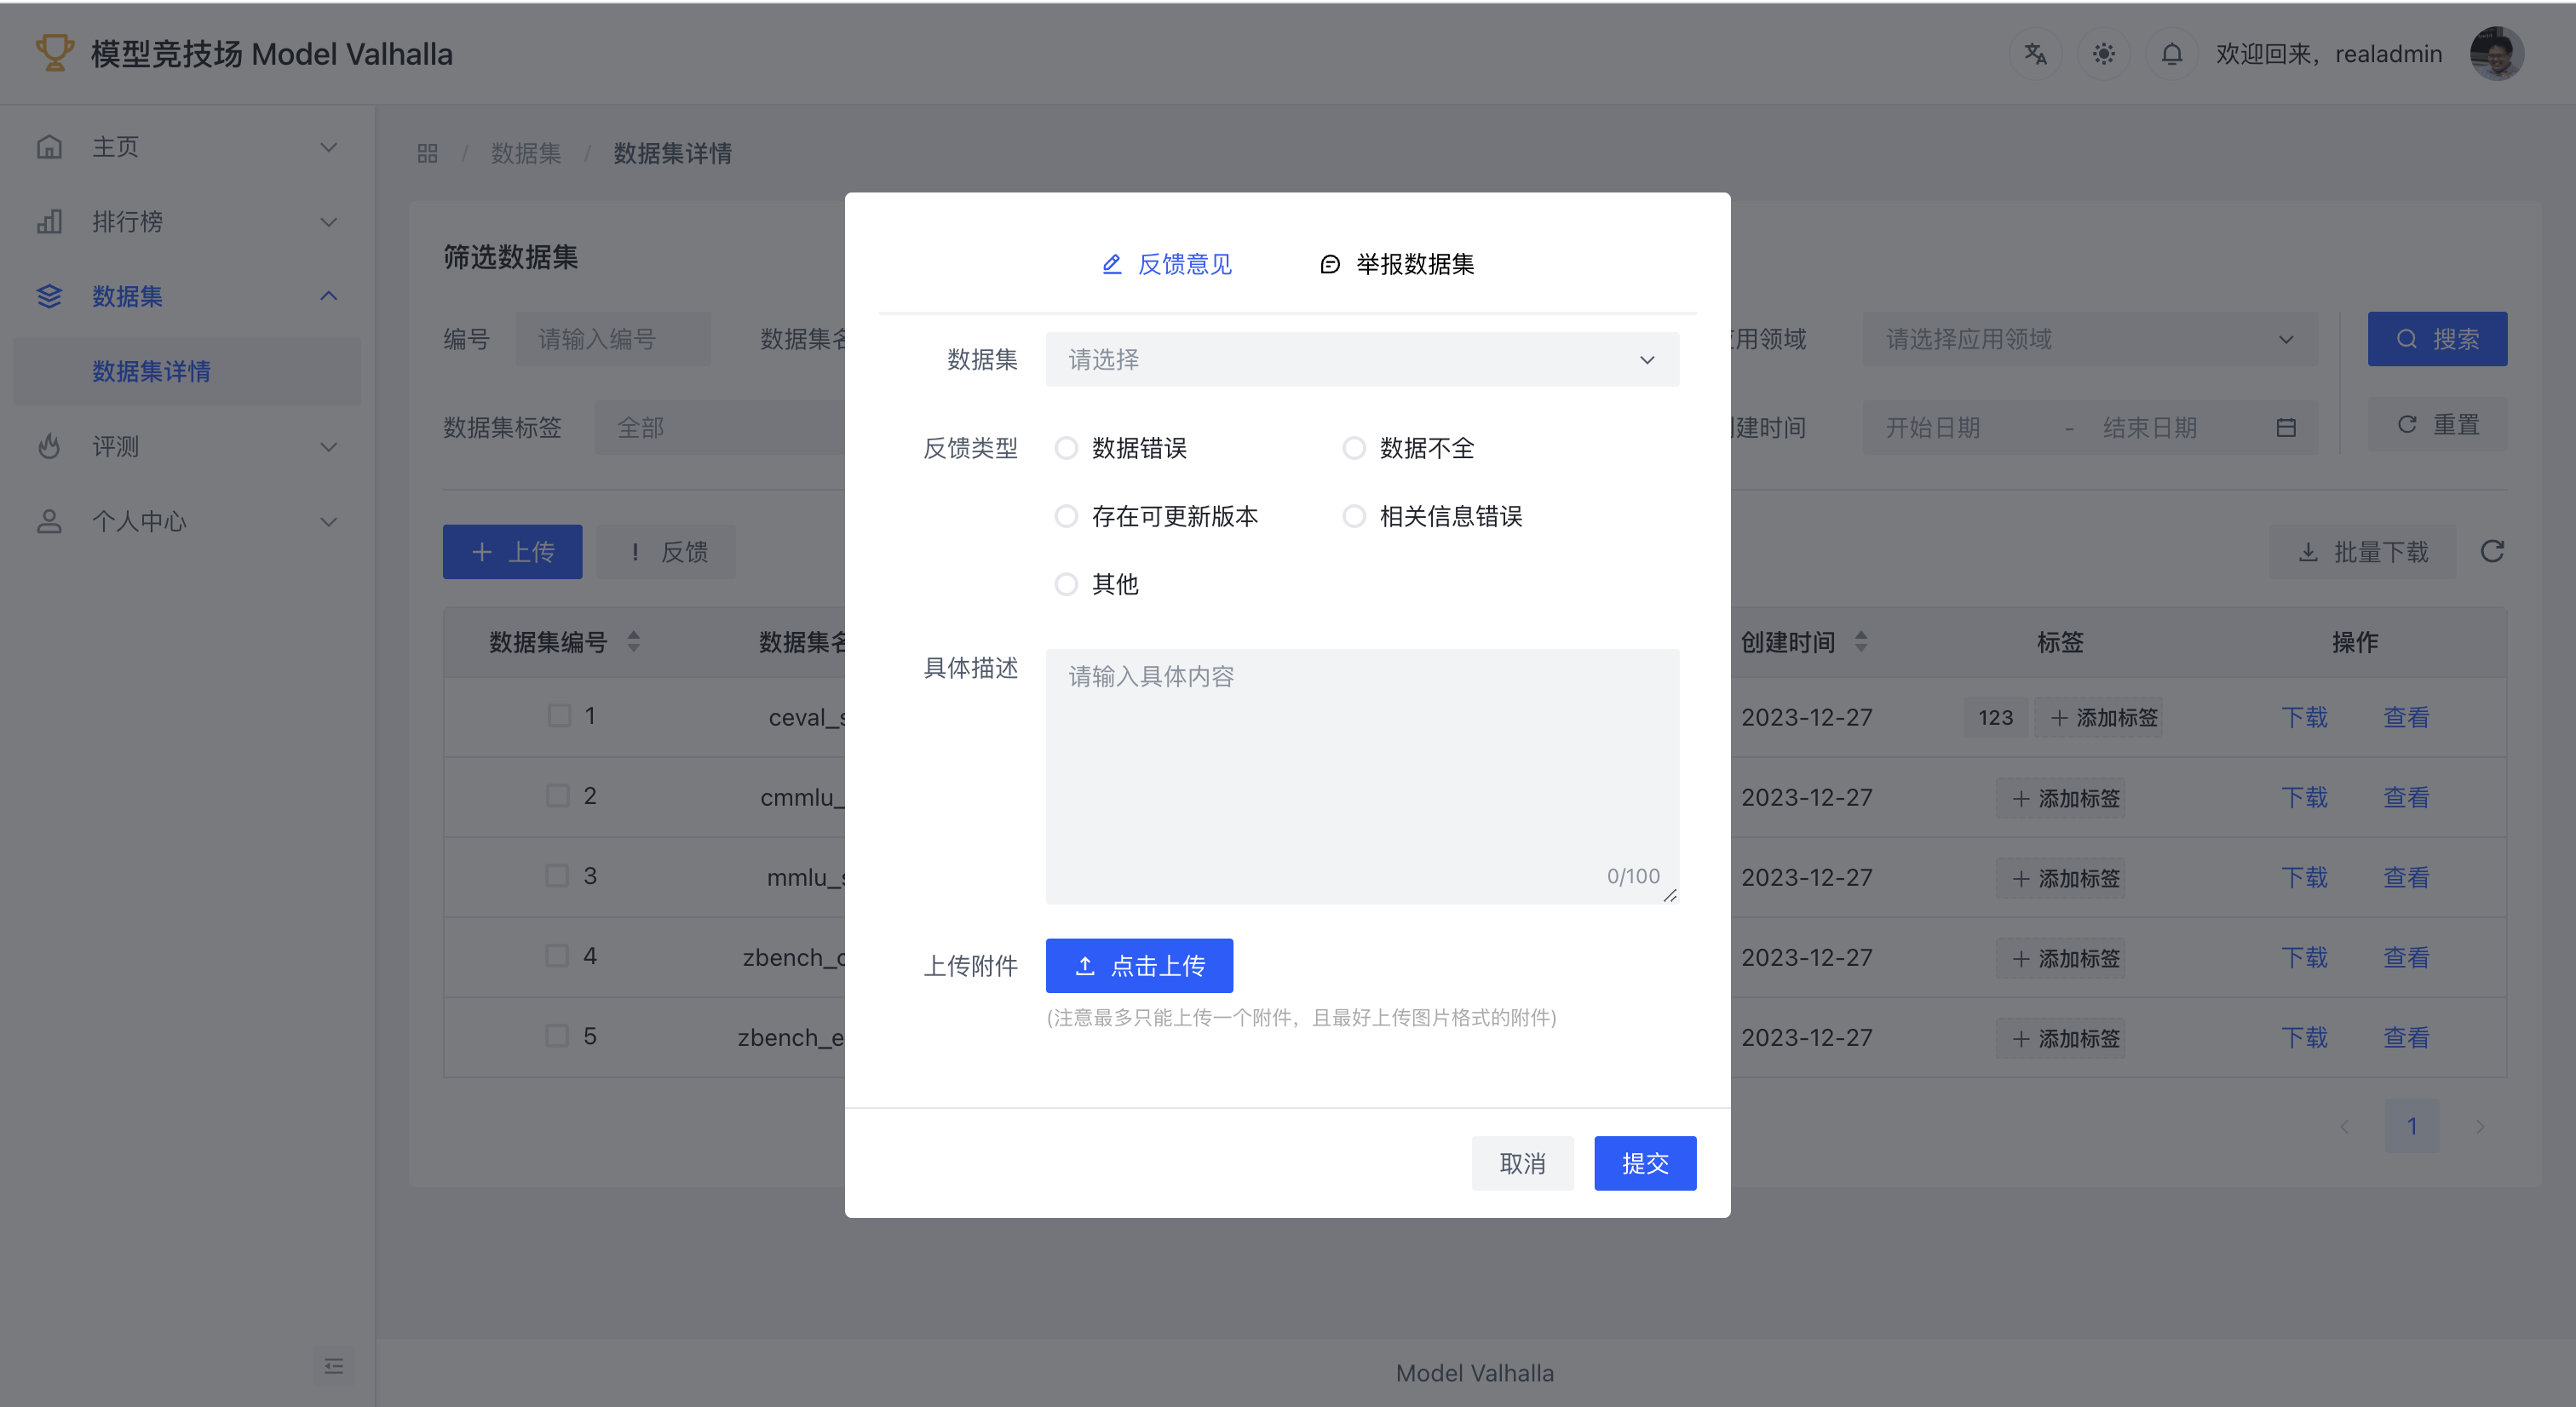 模型竞技场 Model Valhalla
欢迎回来，realadmin
主页
排行榜
数据集
数据集详情
评测
个人中心
/ 数据集 / 数据集详情
筛选数据集
编号 请输入编号 数据集名
用领域 请选择应用领域 搜索
数据集标签 全部
建时间 开始日期 - 结束日期 重置
+ 上传 ! 反馈
批量下载
数据集编号 数据集名 创建时间 标签 操作
1 ceval_s 2023-12-27 123 + 添加标签 下载 查看
2 cmmlu_ 2023-12-27 + 添加标签 下载 查看
3 mmlu_s 2023-12-27 + 添加标签 下载 查看
4 zbench_c 2023-12-27 + 添加标签 下载 查看
5 zbench_e 2023-12-27 + 添加标签 下载 查看
1
反馈意见 举报数据集
数据集 请选择
反馈类型 数据错误 数据不全
存在可更新版本 相关信息错误
其他
具体描述 请输入具体内容
0/100
上传附件 点击上传
(注意最多只能上传一个附件，且最好上传图片格式的附件)
取消 提交
Model Valhalla